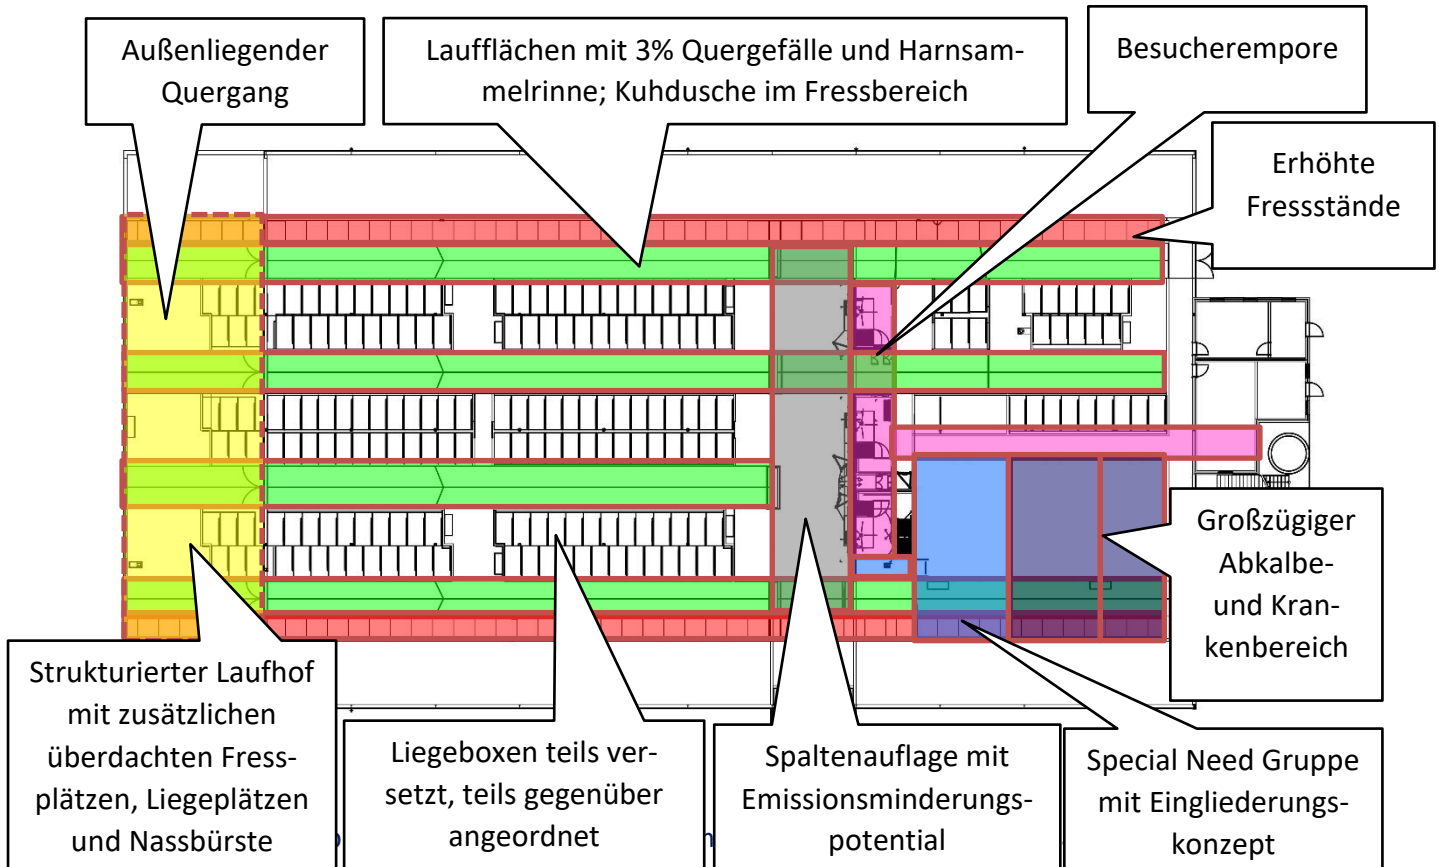 Außenliegender
Quergang
Laufflächen mit 3% Quergefälle und Harnsam-
melrinne; Kuhdusche im Fressbereich
Besucherempore
Erhöhte
Fressstände
Großzügiger
Abkalbe-
und Kran-
kenbereich
Strukturierter Laufhof
mit zusätzlichen
überdachten Fress-
plätzen, Liegeplätzen
und Nassbürste
Liegeboxen teils ver-
setzt, teils gegenüber
angeordnet
Spaltenauflage mit
Emissionsminderungs-
potential
Special Need Gruppe
mit Eingliederungs-
konzept